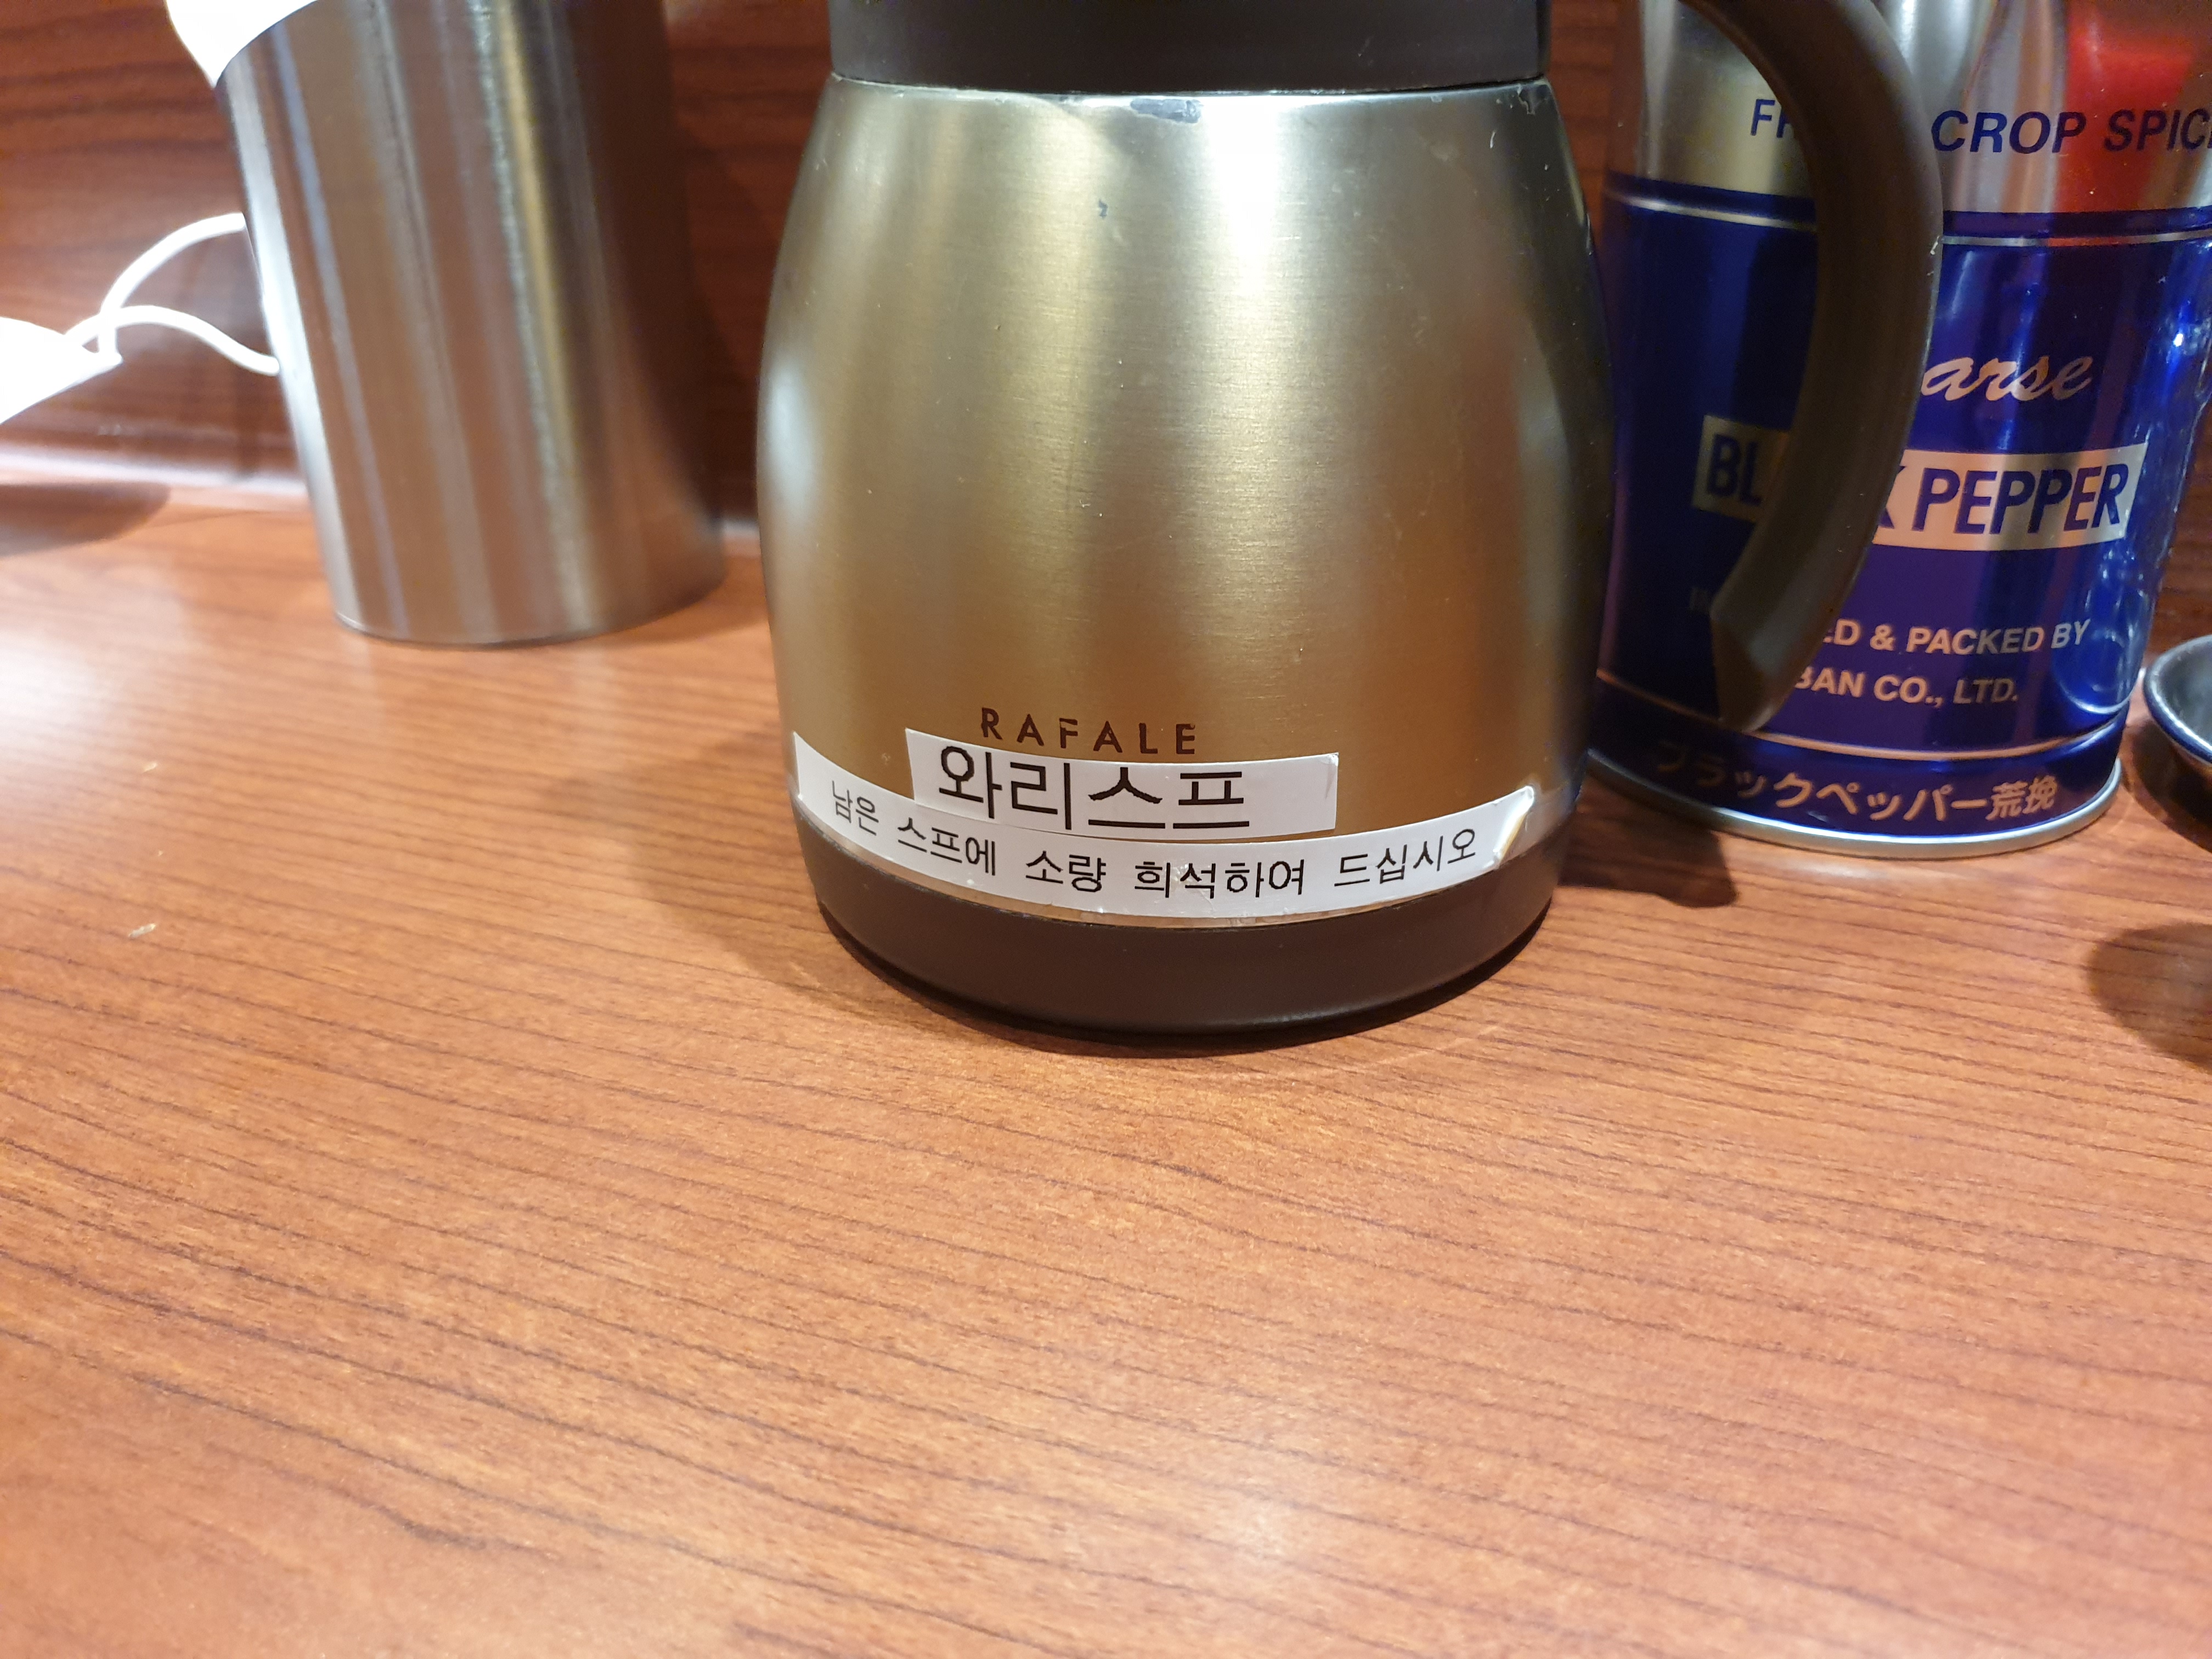 RAFALE
와리스프
남은 스프에 소량 희석하여 드십시오
CROP SPIC
arse
PEPPER
ED & PACKED BY
BAN CO., LTD.
ブラックペッパー荒挽